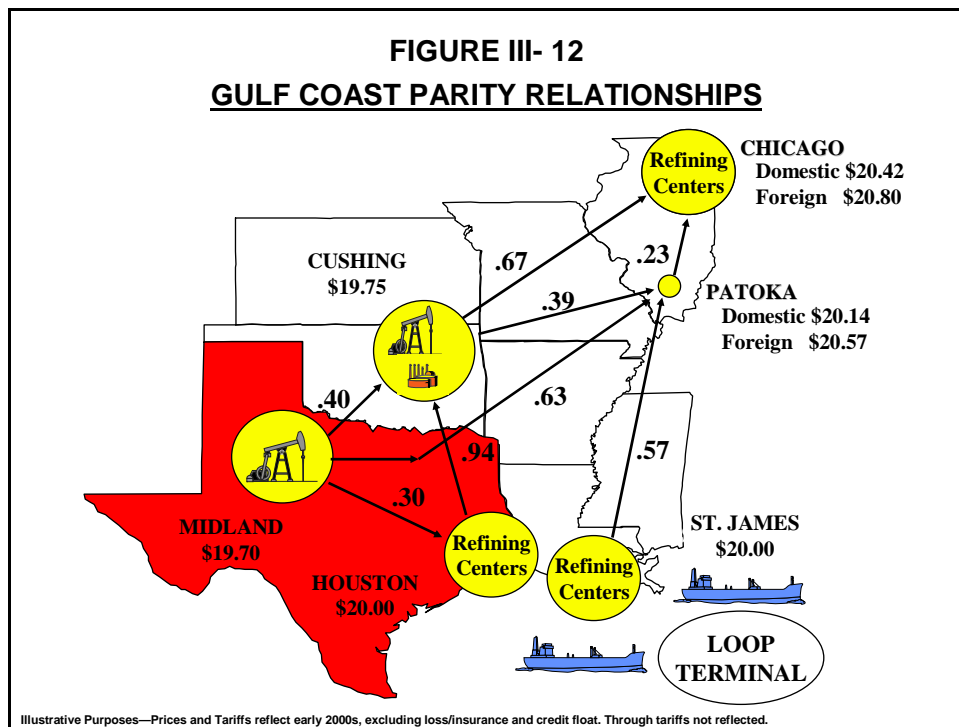 FIGURE III- 12
GULF COAST PARITY RELATIONSHIPS
Refining
Centers
CHICAGO
Domestic $20.42
Foreign $20.80
CUSHING
$19.75
.67
.23
.39
PATOKA
Domestic $20.14
Foreign $20.57
.40
.63
.94
.57
.30
MIDLAND
$19.70
HOUSTON
$20.00
Refining
Centers
Refining
Centers
ST. JAMES
$20.00
LOOP
TERMINAL
Illustrative Purposes—Prices and Tariffs reflect early 2000s, excluding loss/insurance and credit float. Through tariffs not reflected.